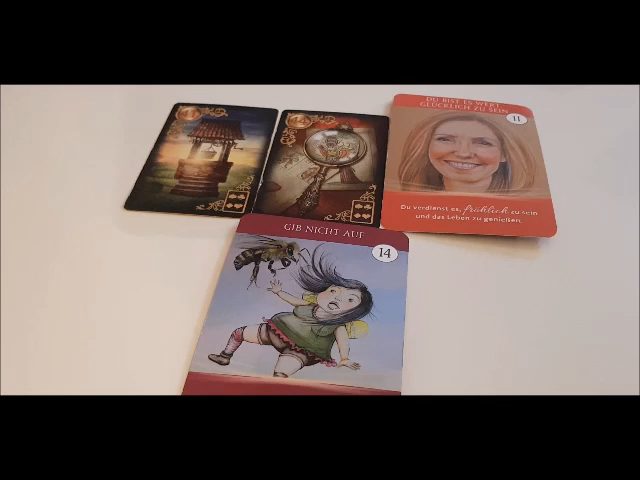 DU BIST ES WERT
GLÜCKLICH ZU SEIN
11
Du verdienst es, fröhlich zu sein
und das Leben zu genießen.
GIB NICHT AUF
14